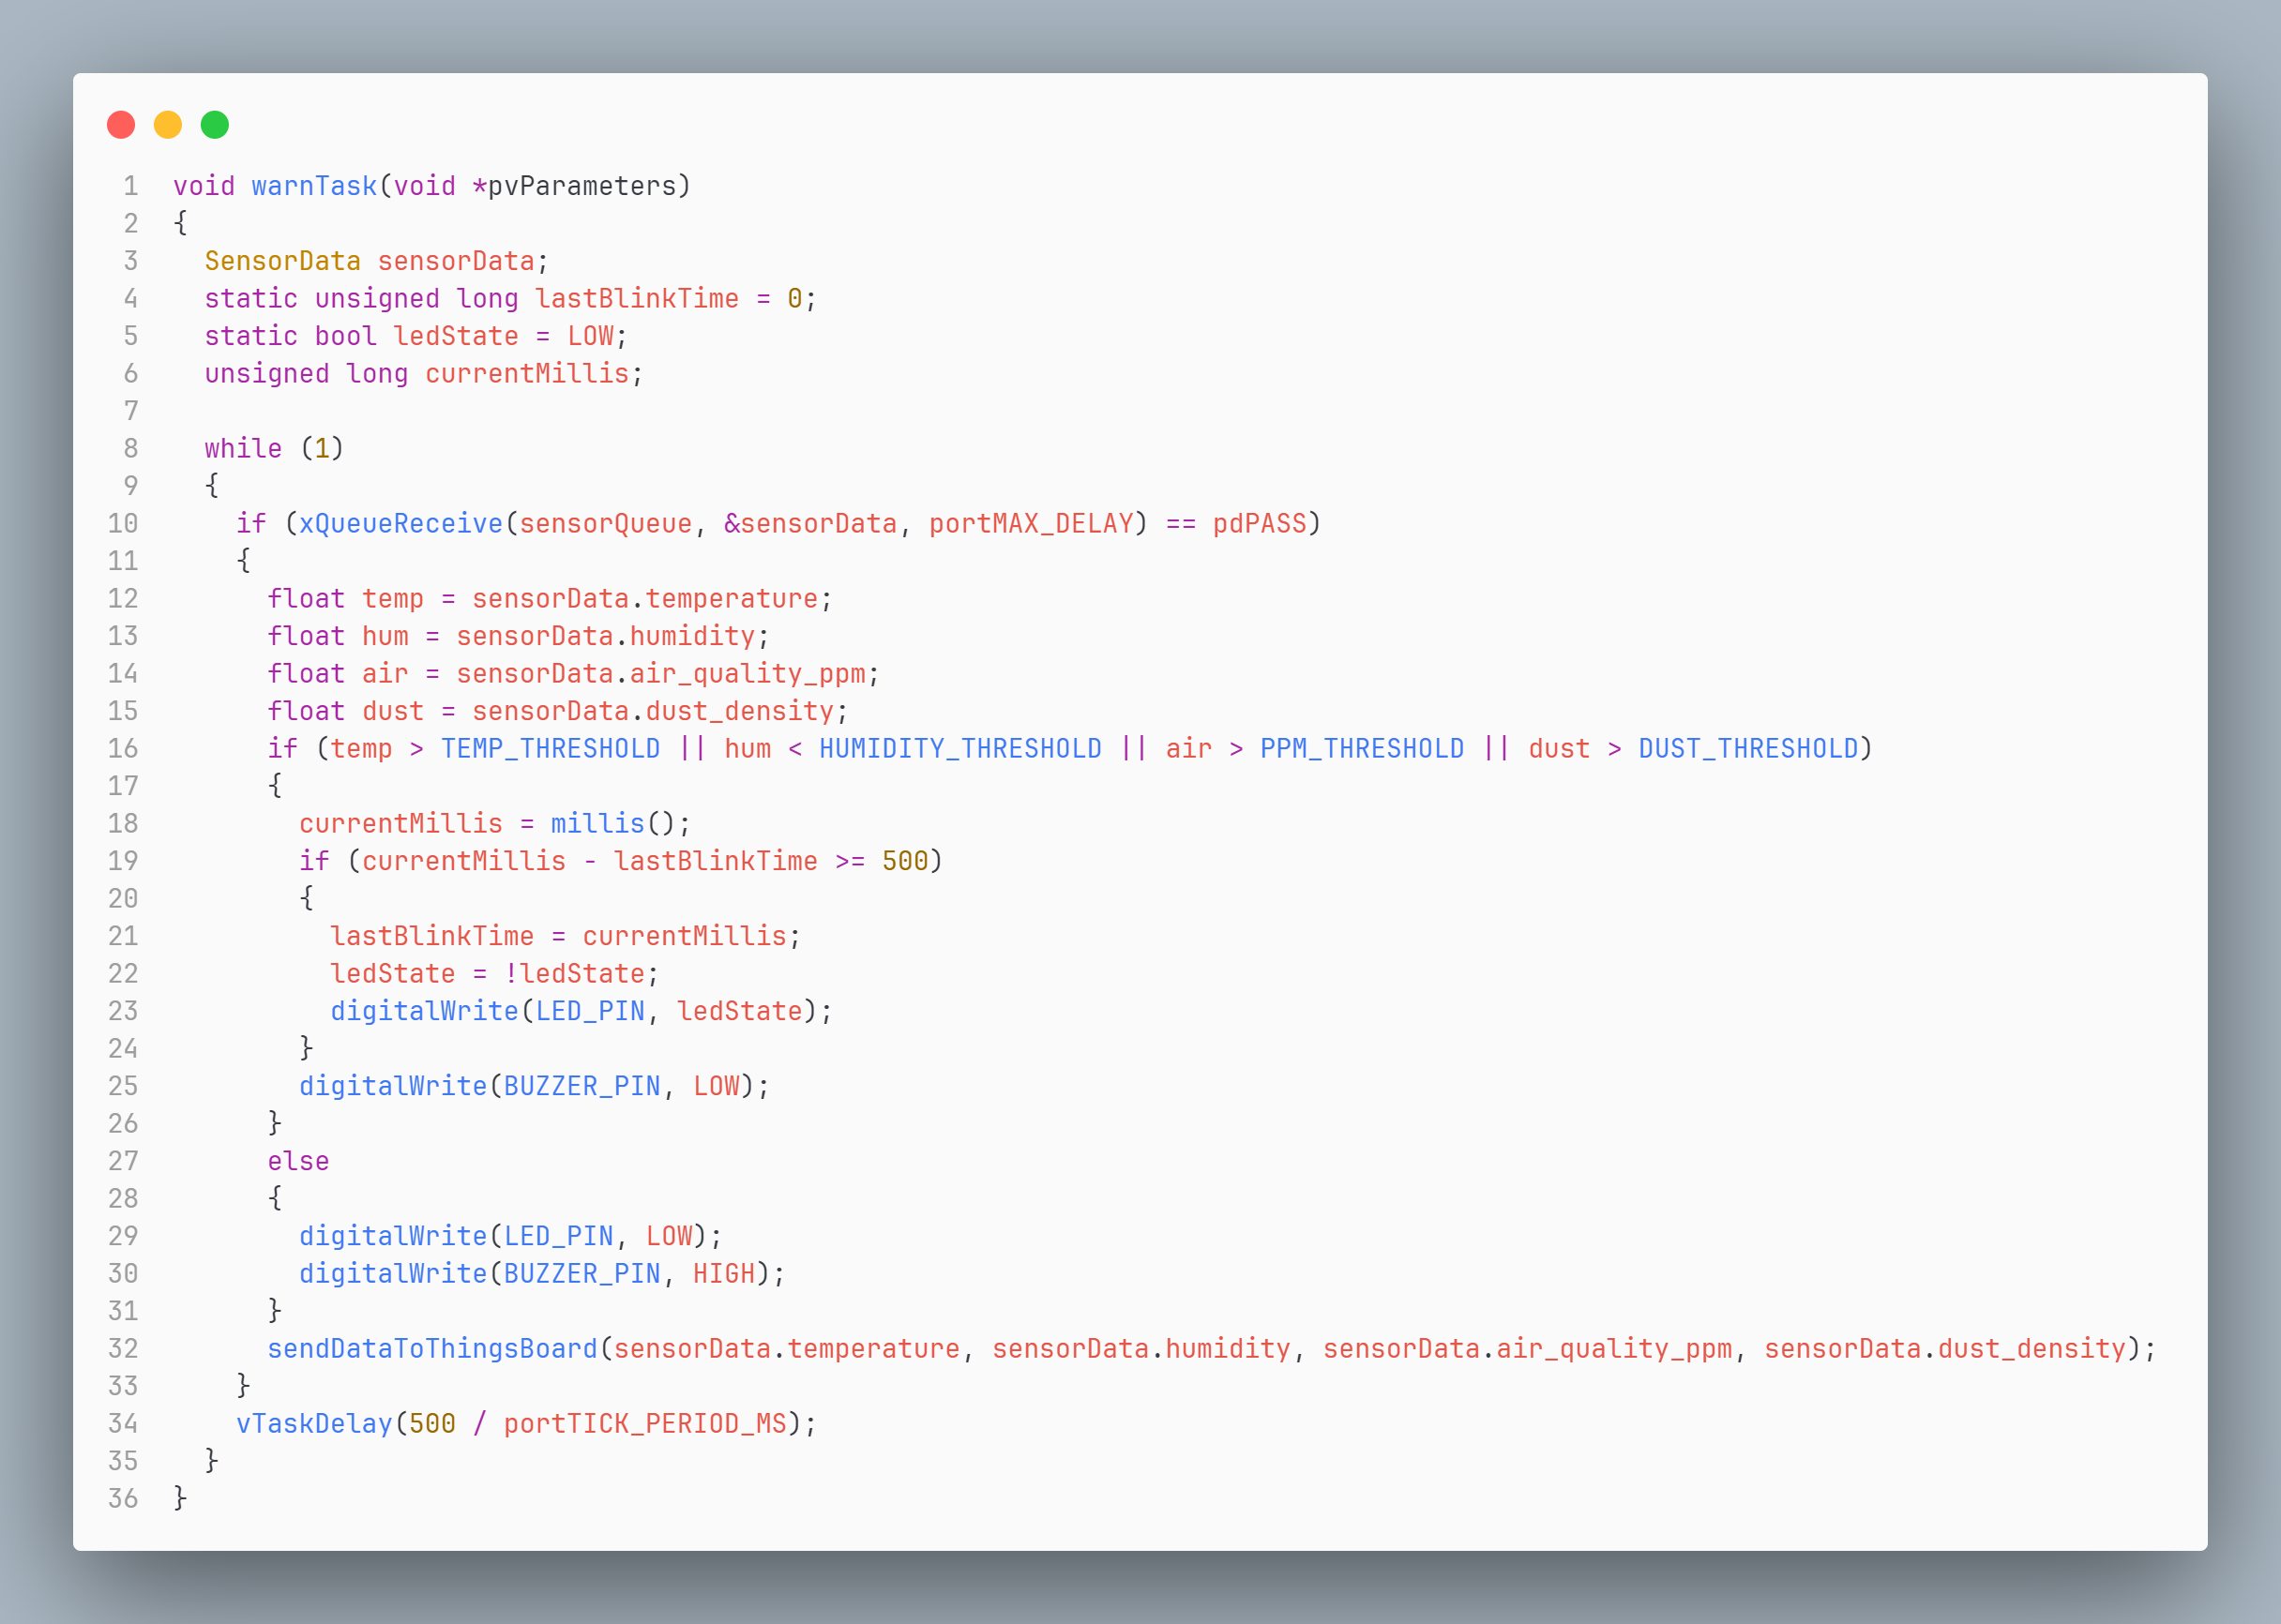 1 void warnTask(void *pvParameters)
2 {
3   SensorData sensorData;
4   static unsigned long lastBlinkTime = 0;
5   static bool ledState = LOW;
6   unsigned long currentMillis;
7
8   while (1)
9   {
10     if (xQueueReceive(sensorQueue, &sensorData, portMAX_DELAY) == pdPASS)
11     {
12       float temp = sensorData.temperature;
13       float hum = sensorData.humidity;
14       float air = sensorData.air_quality_ppm;
15       float dust = sensorData.dust_density;
16       if (temp > TEMP_THRESHOLD || hum < HUMIDITY_THRESHOLD || air > PPM_THRESHOLD || dust > DUST_THRESHOLD)
17       {
18         currentMillis = millis();
19         if (currentMillis - lastBlinkTime >= 500)
20         {
21           lastBlinkTime = currentMillis;
22           ledState = !ledState;
23           digitalWrite(LED_PIN, ledState);
24         }
25         digitalWrite(BUZZER_PIN, LOW);
26       }
27       else
28       {
29         digitalWrite(LED_PIN, LOW);
30         digitalWrite(BUZZER_PIN, HIGH);
31       }
32       sendDataToThingsBoard(sensorData.temperature, sensorData.humidity, sensorData.air_quality_ppm, sensorData.dust_density);
33     }
34     vTaskDelay(500 / portTICK_PERIOD_MS);
35   }
36 }